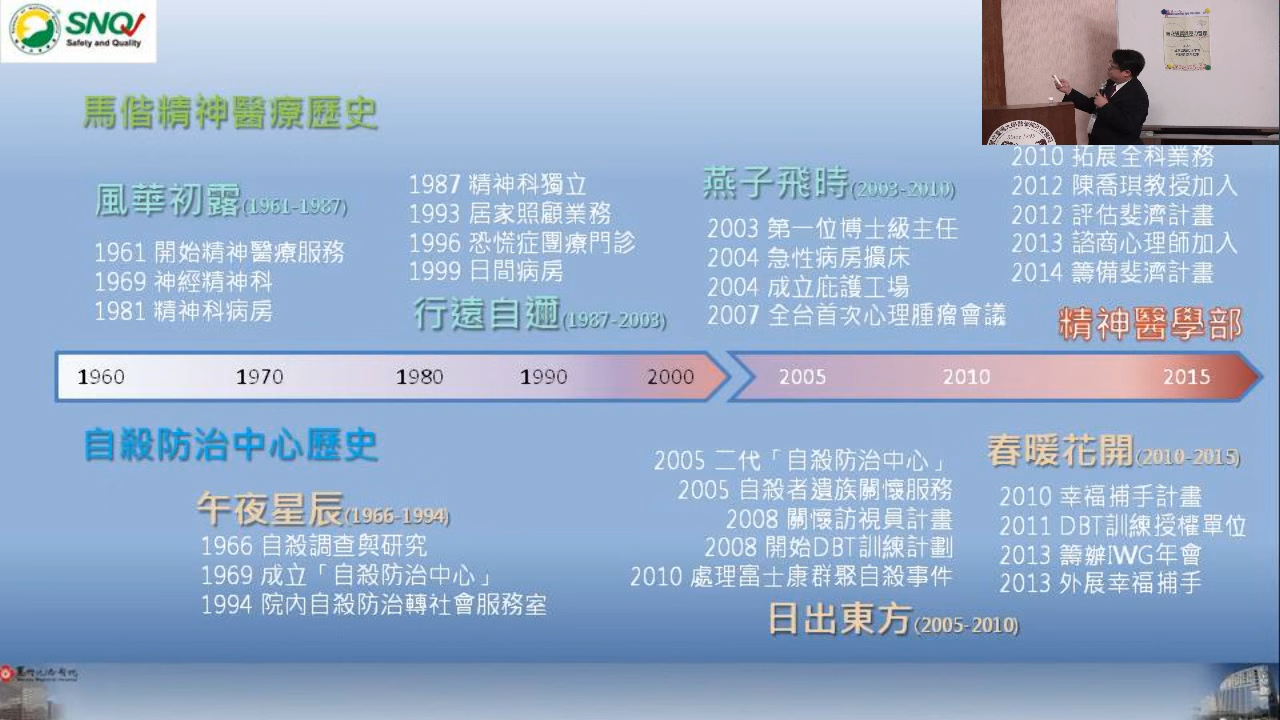 SNQ
Safety and Quality
馬偕精神醫療歷史
風華初露(1961-1987)
1961 開始精神醫療服務
1969 神經精神科
1981 精神科病房
1987 精神科獨立
1993 居家照顧業務
1996 恐慌症團療門診
1999 日間病房
行遠自邇(1987-2003)
燕子飛時(2003-2010)
2003 第一位博士級主任
2004 急性病房擴床
2004 成立庇護工場
2007 全台首次心理腫瘤會議
2010 拓展全科業務
2012 陳喬琪教授加入
2012 評估斐濟計畫
2013 諮商心理師加入
2014 籌備斐濟計畫
精神醫學部
1960 1970 1980 1990 2000 2005 2010 2015
自殺防治中心歷史
午夜星辰(1966-1994)
1966 自殺調查與研究
1969 成立「自殺防治中心」
1994 院內自殺防治轉社會服務室
2005 二代「自殺防治中心」
2005 自殺者遺族關懷服務
2008 關懷訪視員計畫
2008 開始DBT訓練計劃
2010 處理富士康群聚自殺事件
日出東方(2005-2010)
春暖花開(2010-2015)
2010 幸福捕手計畫
2011 DBT訓練授權單位
2013 籌辦IWG年會
2013 外展幸福捕手